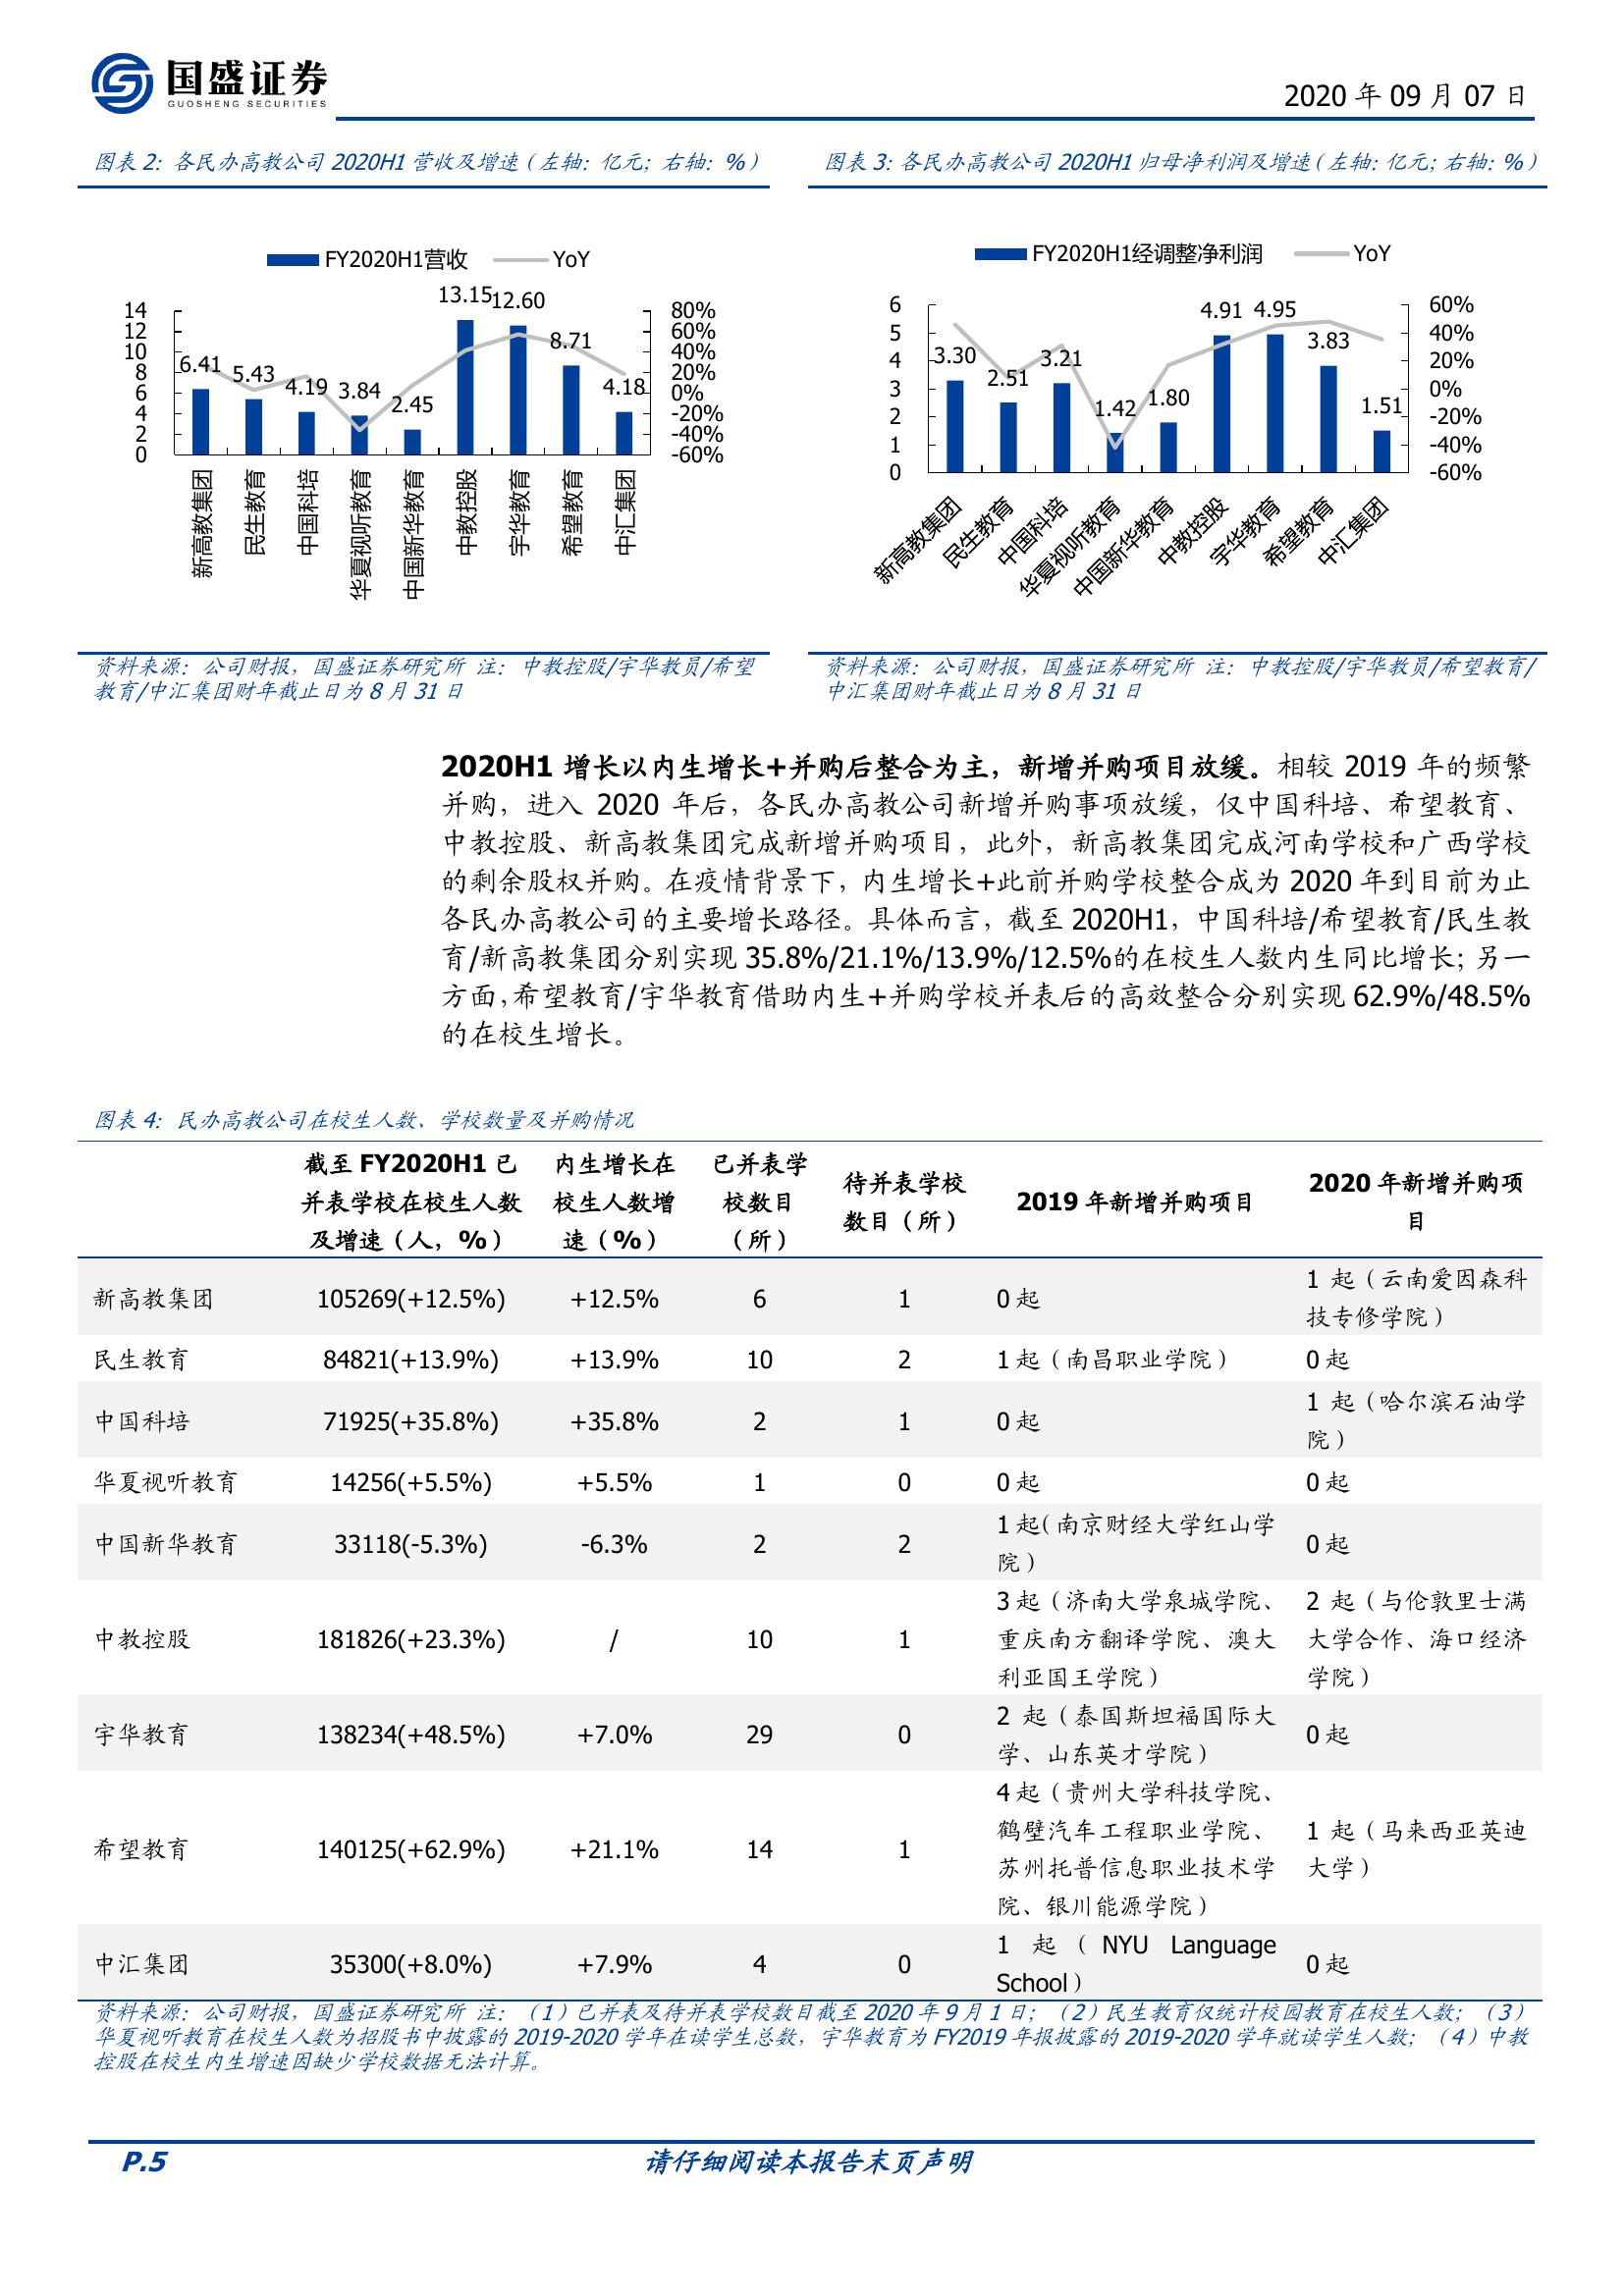 国盛证券
GUOSHENG SECURITIES
2020 年 09 月 07 日
图表 2：各民办高教公司 2020H1 营收及增速（左轴：亿元；右轴：%）
FY2020H1营收
YoY
14
12
10
8
6
4
2
0
6.41
5.43
4.19
3.84
2.45
13.15
12.60
8.71
4.18
80%
60%
40%
20%
0%
-20%
-40%
-60%
新高教集团
民生教育
中国科培
华夏视听教育
中国新华教育
中教控股
宇华教育
希望教育
中汇集团
资料来源：公司财报，国盛证券研究所 注：中教控股/宇华教员/希望
教育/中汇集团财年截止日为 8 月 31 日
图表 3：各民办高教公司 2020H1 归母净利润及增速（左轴：亿元；右轴：%）
FY2020H1经调整净利润
YoY
6
5
4
3
2
1
0
3.30
2.51
3.21
1.42
1.80
4.91
4.95
3.83
1.51
60%
40%
20%
0%
-20%
-40%
-60%
新高教集团
民生教育
中国科培
华夏视听教育
中国新华教育
中教控股
宇华教育
希望教育
中汇集团
资料来源：公司财报，国盛证券研究所 注：中教控股/宇华教员/希望教育/
中汇集团财年截止日为 8 月 31 日
2020H1 增长以内生增长+并购后整合为主，新增并购项目放缓。相较 2019 年的频繁
并购，进入 2020 年后，各民办高教公司新增并购事项放缓，仅中国科培、希望教育、
中教控股、新高教集团完成新增并购项目，此外，新高教集团完成河南学校和广西学校
的剩余股权并购。在疫情背景下，内生增长+此前并购学校整合成为 2020 年到目前为止
各民办高教公司的主要增长路径。具体而言，截至 2020H1，中国科培/希望教育/民生教
育/新高教集团分别实现 35.8%/21.1%/13.9%/12.5%的在校生人数内生同比增长；另一
方面，希望教育/宇华教育借助内生+并购学校并表后的高效整合分别实现 62.9%/48.5%
的在校生增长。
图表 4：民办高教公司在校生人数、学校数量及并购情况
截至 FY2020H1 已
并表学校在校生人数
及增速（人，%）
内生增长在
校生人数增
速（%）
已并表学
校数目
（所）
待并表学校
数目（所）
2019 年新增并购项目
2020 年新增并购项
目
新高教集团 105269(+12.5%) +12.5% 6 1 0 起 1 起（云南爱因森科
技专修学院）
民生教育 84821(+13.9%) +13.9% 10 2 1 起（南昌职业学院） 0 起
中国科培 71925(+35.8%) +35.8% 2 1 0 起 1 起（哈尔滨石油学
院）
华夏视听教育 14256(+5.5%) +5.5% 1 0 0 起 0 起
中国新华教育 33118(-5.3%) -6.3% 2 2 1 起（南京财经大学红山学
院） 0 起
中教控股 181826(+23.3%) / 10 1
3 起（济南大学泉城学院、
重庆南方翻译学院、澳大
利亚国王学院）
2 起（与伦敦里士满
大学合作、海口经济
学院）
宇华教育 138234(+48.5%) +7.0% 29 0
2 起（泰国斯坦福国际大
学、山东英才学院）
0 起
希望教育 140125(+62.9%) +21.1% 14 1
4 起（贵州大学科技学院、
鹤壁汽车工程职业学院、
苏州托普信息职业技术学
院、银川能源学院）
1 起（马来西亚英迪
大学）
中汇集团 35300(+8.0%) +7.9% 4 0
1 起（NYU Language
School）
0 起
资料来源：公司财报，国盛证券研究所 注：（1）已并表及待并表学校数目截至 2020 年 9 月 1 日；（2）民生教育仅统计校园教育在校生人数；（3）
华夏视听教育在校生人数为招股书中披露的 2019-2020 学年在读学生总数，宇华教育为 FY2019 年报披露的 2019-2020 学年就读学生人数；（4）中教
控股在校生内生增速因缺少学校数据无法计算。
P.5
请仔细阅读本报告末页声明